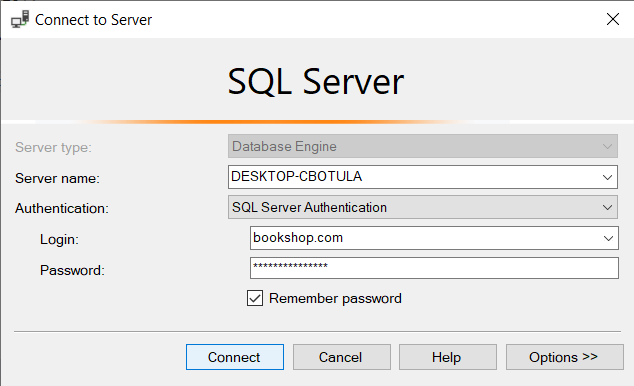 Connect to Server
SQL Server
Server type: Database Engine
Server name: DESKTOP-CBOTULA
Authentication: SQL Server Authentication
Login: bookshop.com
Password: ***************
Remember password
Connect Cancel Help Options >>